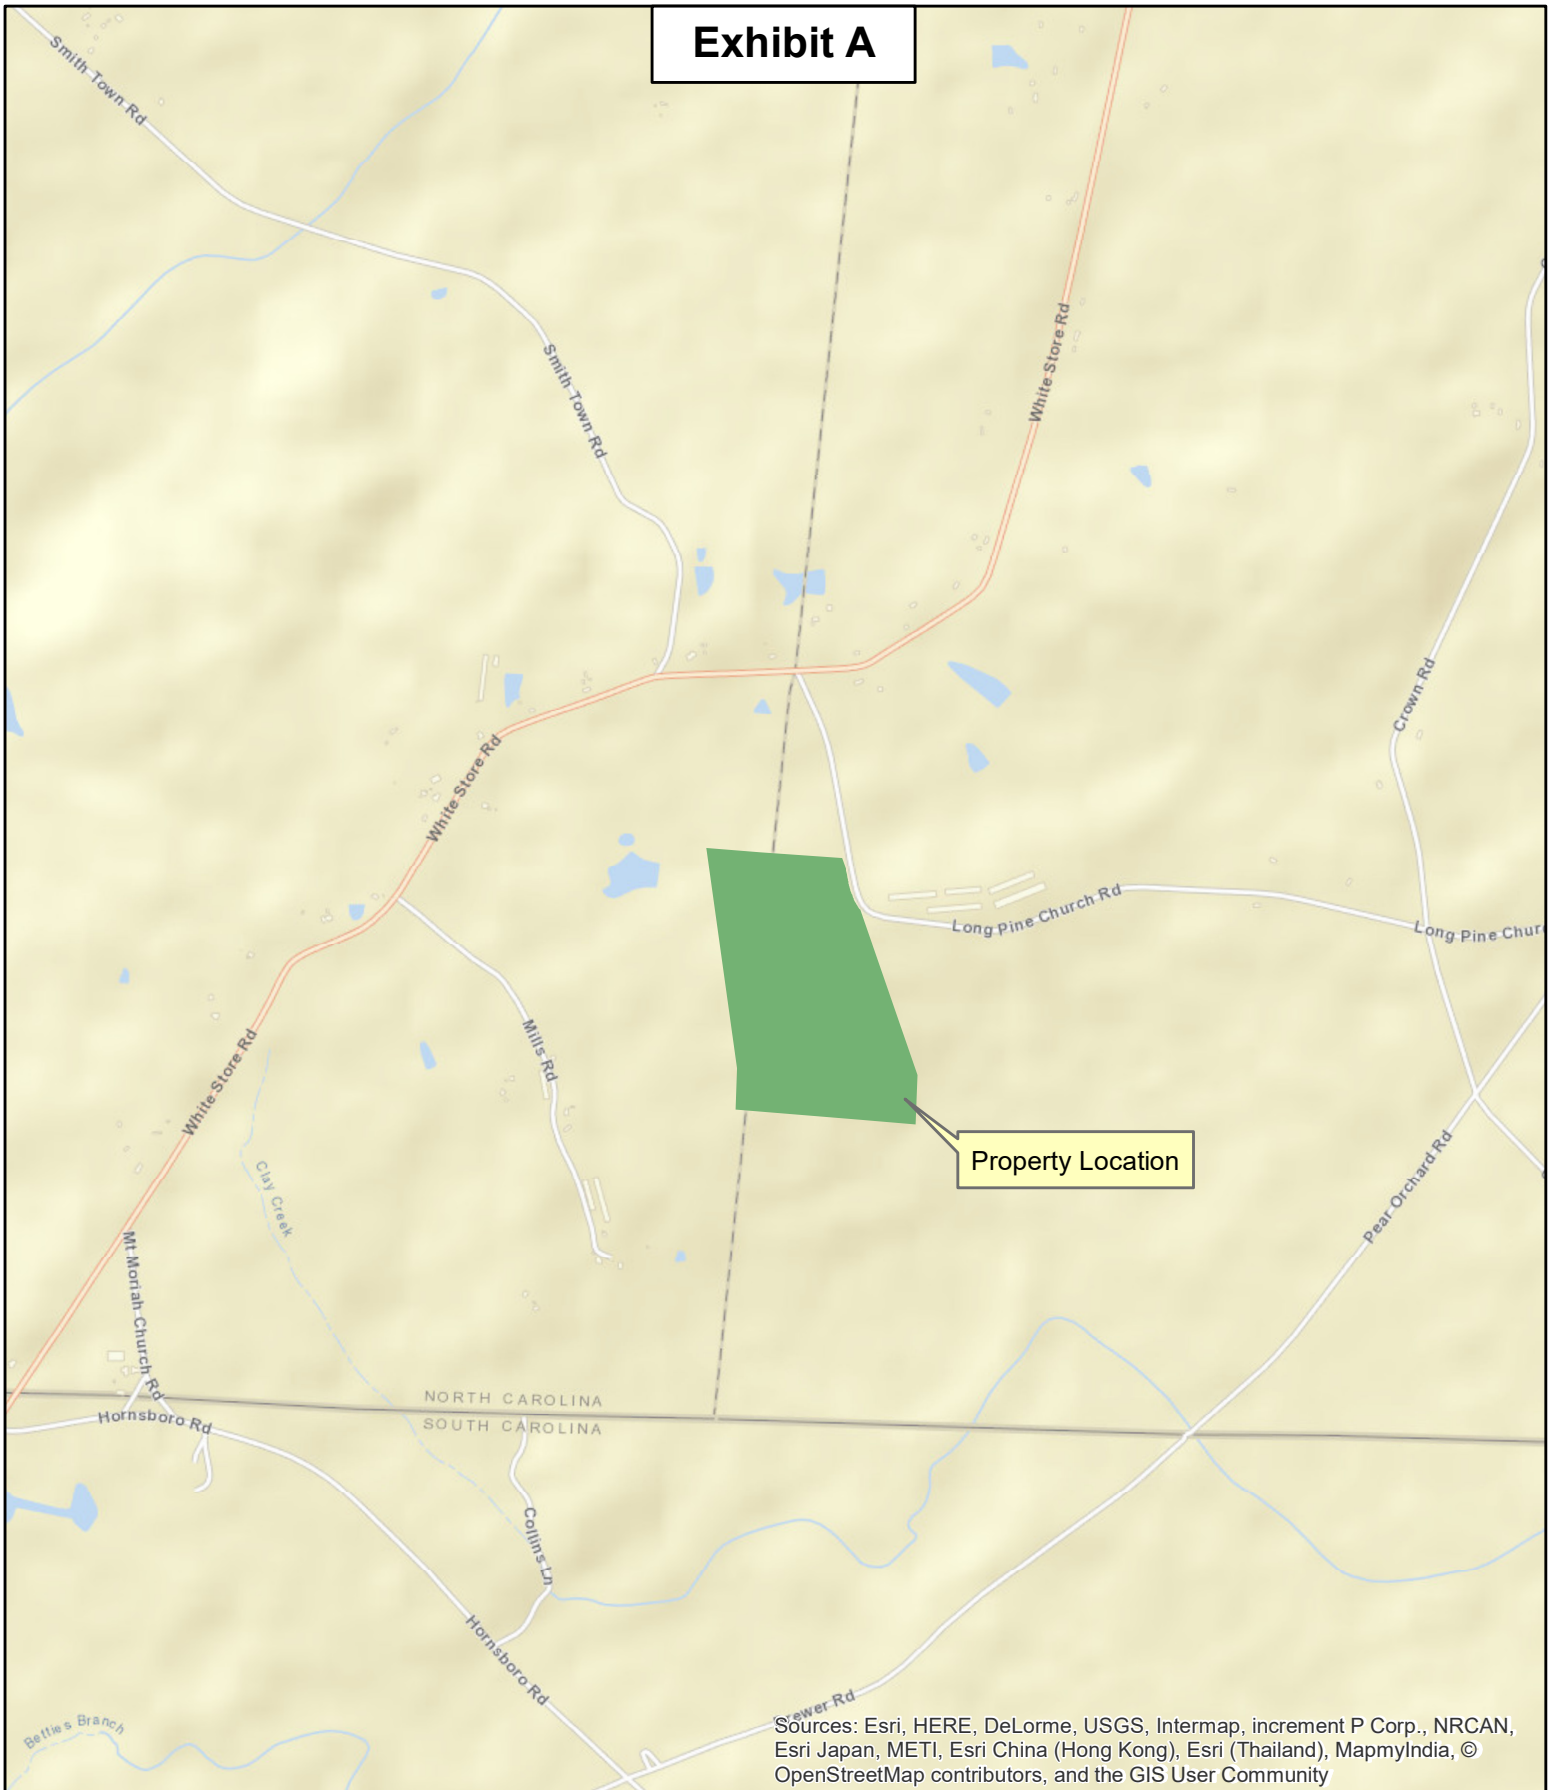 Exhibit A
Smith Town Rd
Smith Town Rd
White Store Rd
Crown Rd
White Store Rd
Long Pine Church Rd
Long Pine Chur
Mills Rd
White Store Rd
Property Location
Pear Orchard Rd
Clay Creek
Mt Moriah Church Rd
NORTH CAROLINA
SOUTH CAROLINA
Hornsboro Rd
Collins Ln
Hornsboro Rd
Betties Branch
rewer Rd
Sources: Esri, HERE, DeLorme, USGS, Intermap, increment P Corp., NRCAN,
Esri Japan, METI, Esri China (Hong Kong), Esri (Thailand), MapmyIndia, ©
OpenStreetMap contributors, and the GIS User Community